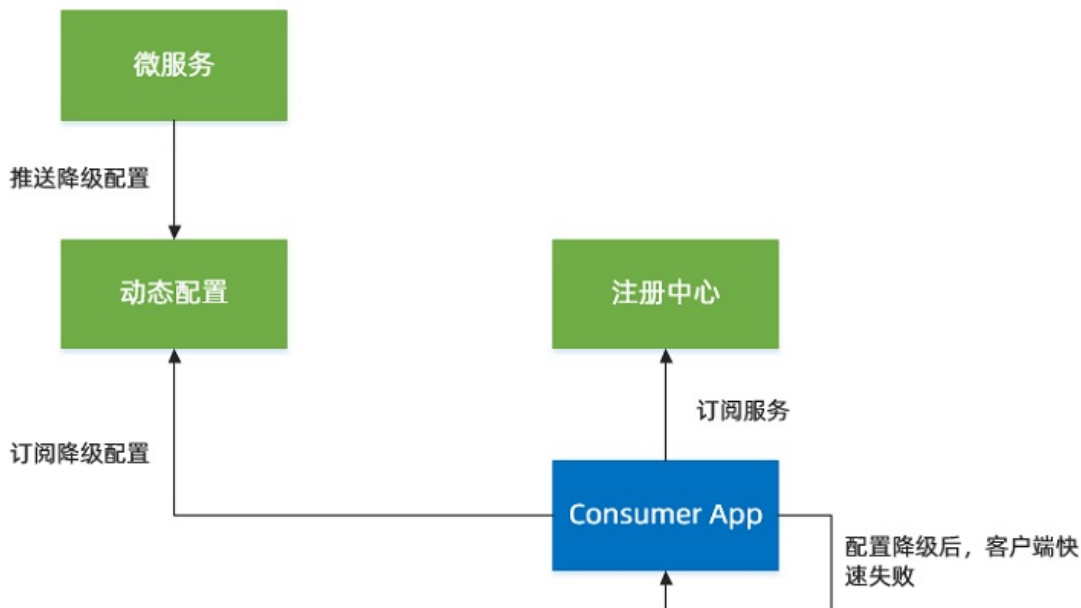 微服务
推送降级配置
动态配置
注册中心
订阅服务
订阅降级配置
Consumer App
配置降级后，客户端快
速失败